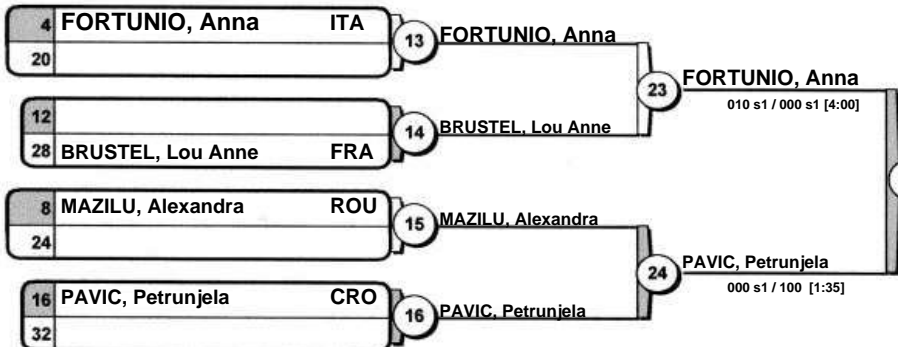 4 FORTUNIO, Anna ITA
20
13 FORTUNIO, Anna
12
28 BRUSTEL, Lou Anne FRA
14 BRUSTEL, Lou Anne
23 FORTUNIO, Anna
010 s1 / 000 s1 [4:00]
8 MAZILU, Alexandra ROU
24
15 MAZILU, Alexandra
16 PAVIC, Petrunjela CRO
32
16 PAVIC, Petrunjela
24 PAVIC, Petrunjela
000 s1 / 100 [1:35]